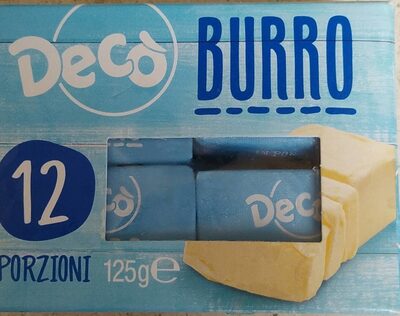 Decò
BURRO
12
PORZIONI
125g℮
Decò
Decò